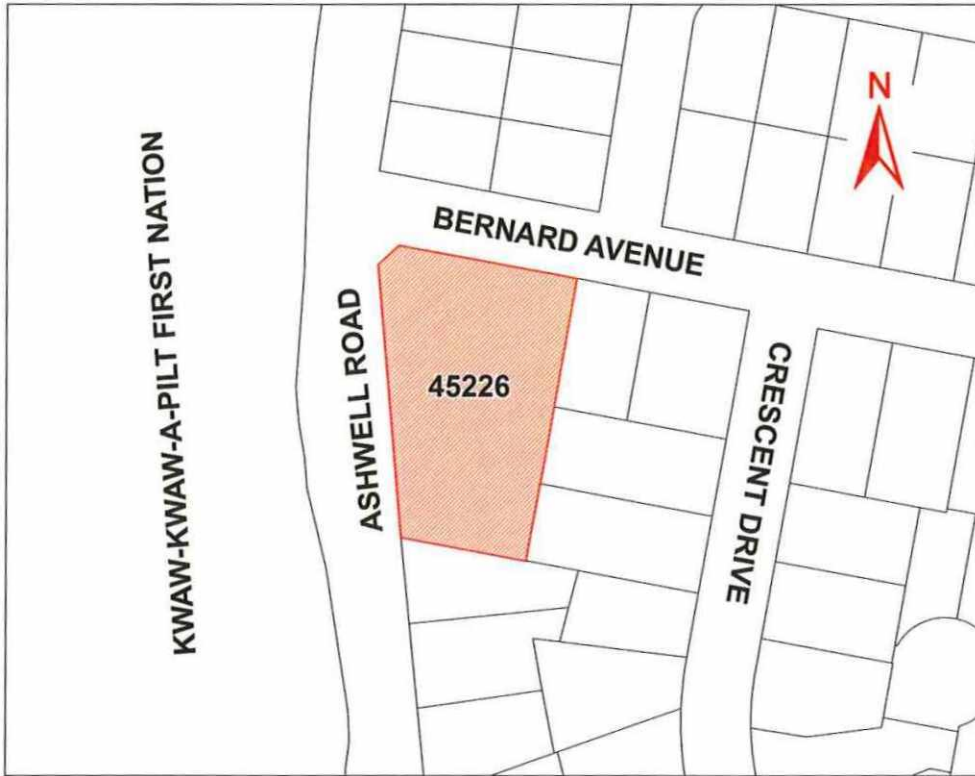 N
BERNARD AVENUE
KWAW-KWAW-A-PILT FIRST NATION
ASHWELL ROAD
45226
CRESCENT DRIVE